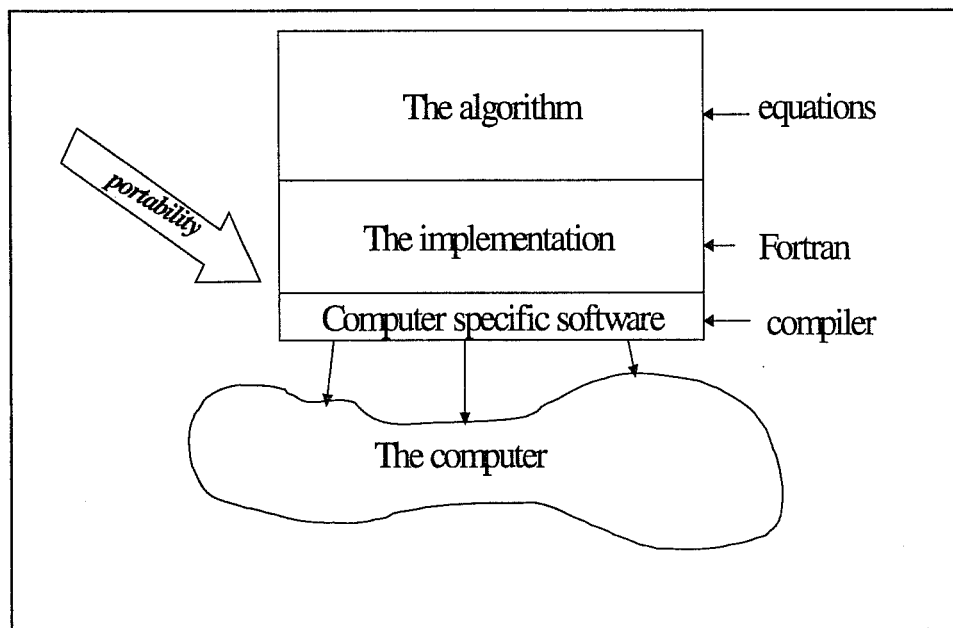 The algorithm
equations
portability
The implementation
Fortran
Computer specific software
compiler
The computer